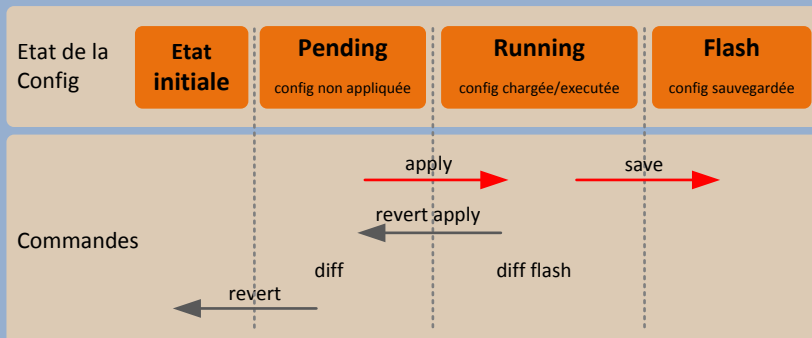 Etat de la
Config
Etat
initiale
Pending
config non appliquée
Running
config chargée/executée
Flash
config sauvegardée
Commandes
apply
save
revert apply
diff
diff flash
revert